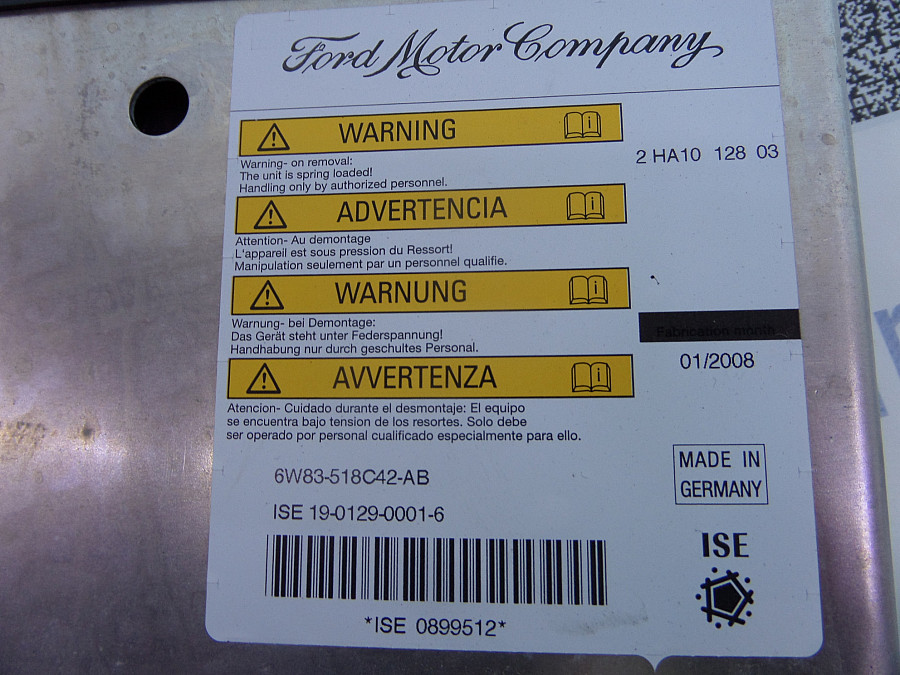 Ford Motor Company
WARNING
Warning- on removal:
The unit is spring loaded!
Handling only by authorized personnel.
2 HA10 128 03
ADVERTENCIA
Attention- Au demontage
L'appareil est sous pression du Ressort!
Manipulation seulement par un personnel qualifie.
WARNUNG
Warnung- bei Demontage:
Das Gerät steht unter Federspannung!
Handhabung nur durch geschultes Personal.
Fabrication month
01/2008
AVVERTENZA
Atencion- Cuidado durante el desmontaje: El equipo
se encuentra bajo tension de los resortes. Solo debe
ser operado por personal cualificado especialmente para ello.
6W83-518C42-AB
MADE IN
GERMANY
ISE 19-0129-0001-6
ISE
*ISE 0899512*